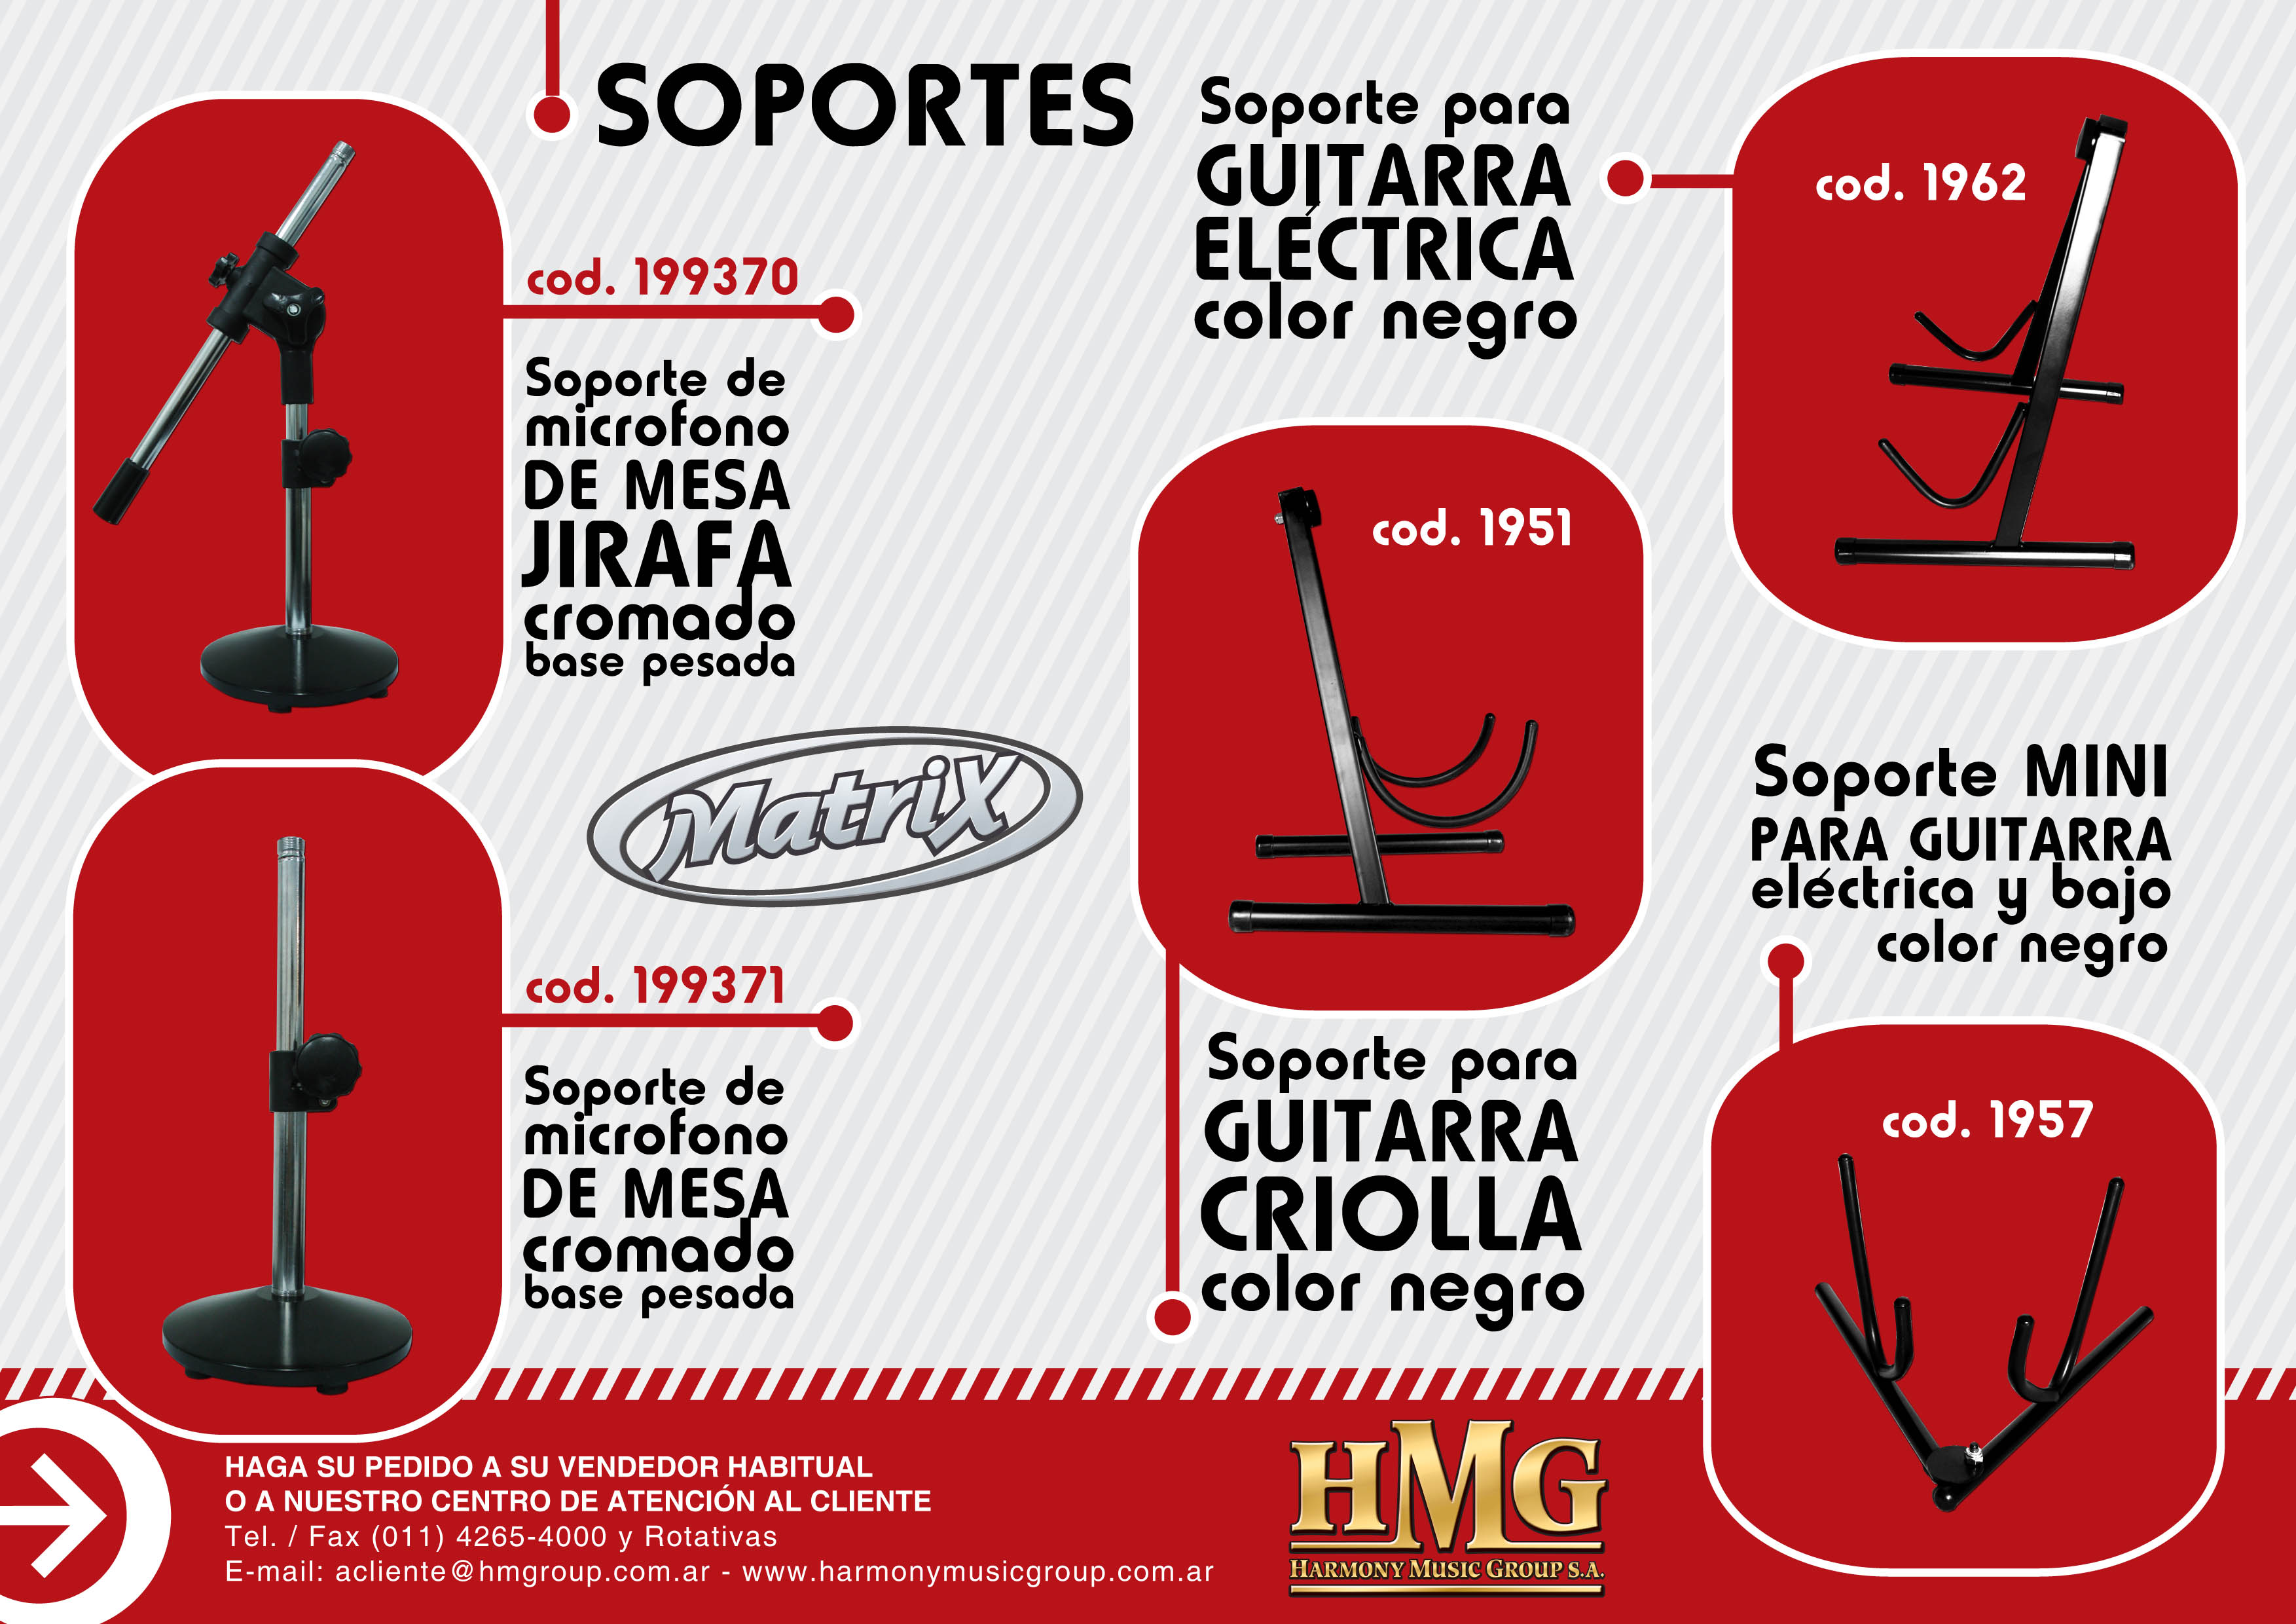 SOPORTES
cod. 199370
Soporte de
microfono
DE MESA
JIRAFA
cromado
base pesada
Matrix
cod. 199371
Soporte de
microfono
DE MESA
cromado
base pesada
Soporte para
GUITARRA
ELÉCTRICA
color negro
cod. 1962
cod. 1951
Soporte para
GUITARRA
CRIOLLA
color negro
Soporte MINI
PARA GUITARRA
eléctrica y bajo
color negro
cod. 1957
HAGA SU PEDIDO A SU VENDEDOR HABITUAL
O A NUESTRO CENTRO DE ATENCIÓN AL CLIENTE
Tel. / Fax (011) 4265-4000 y Rotativas
E-mail: acliente@hmgroup.com.ar - www.harmonymusicgroup.com.ar
HMG
HARMONY MUSIC GROUP S.A.